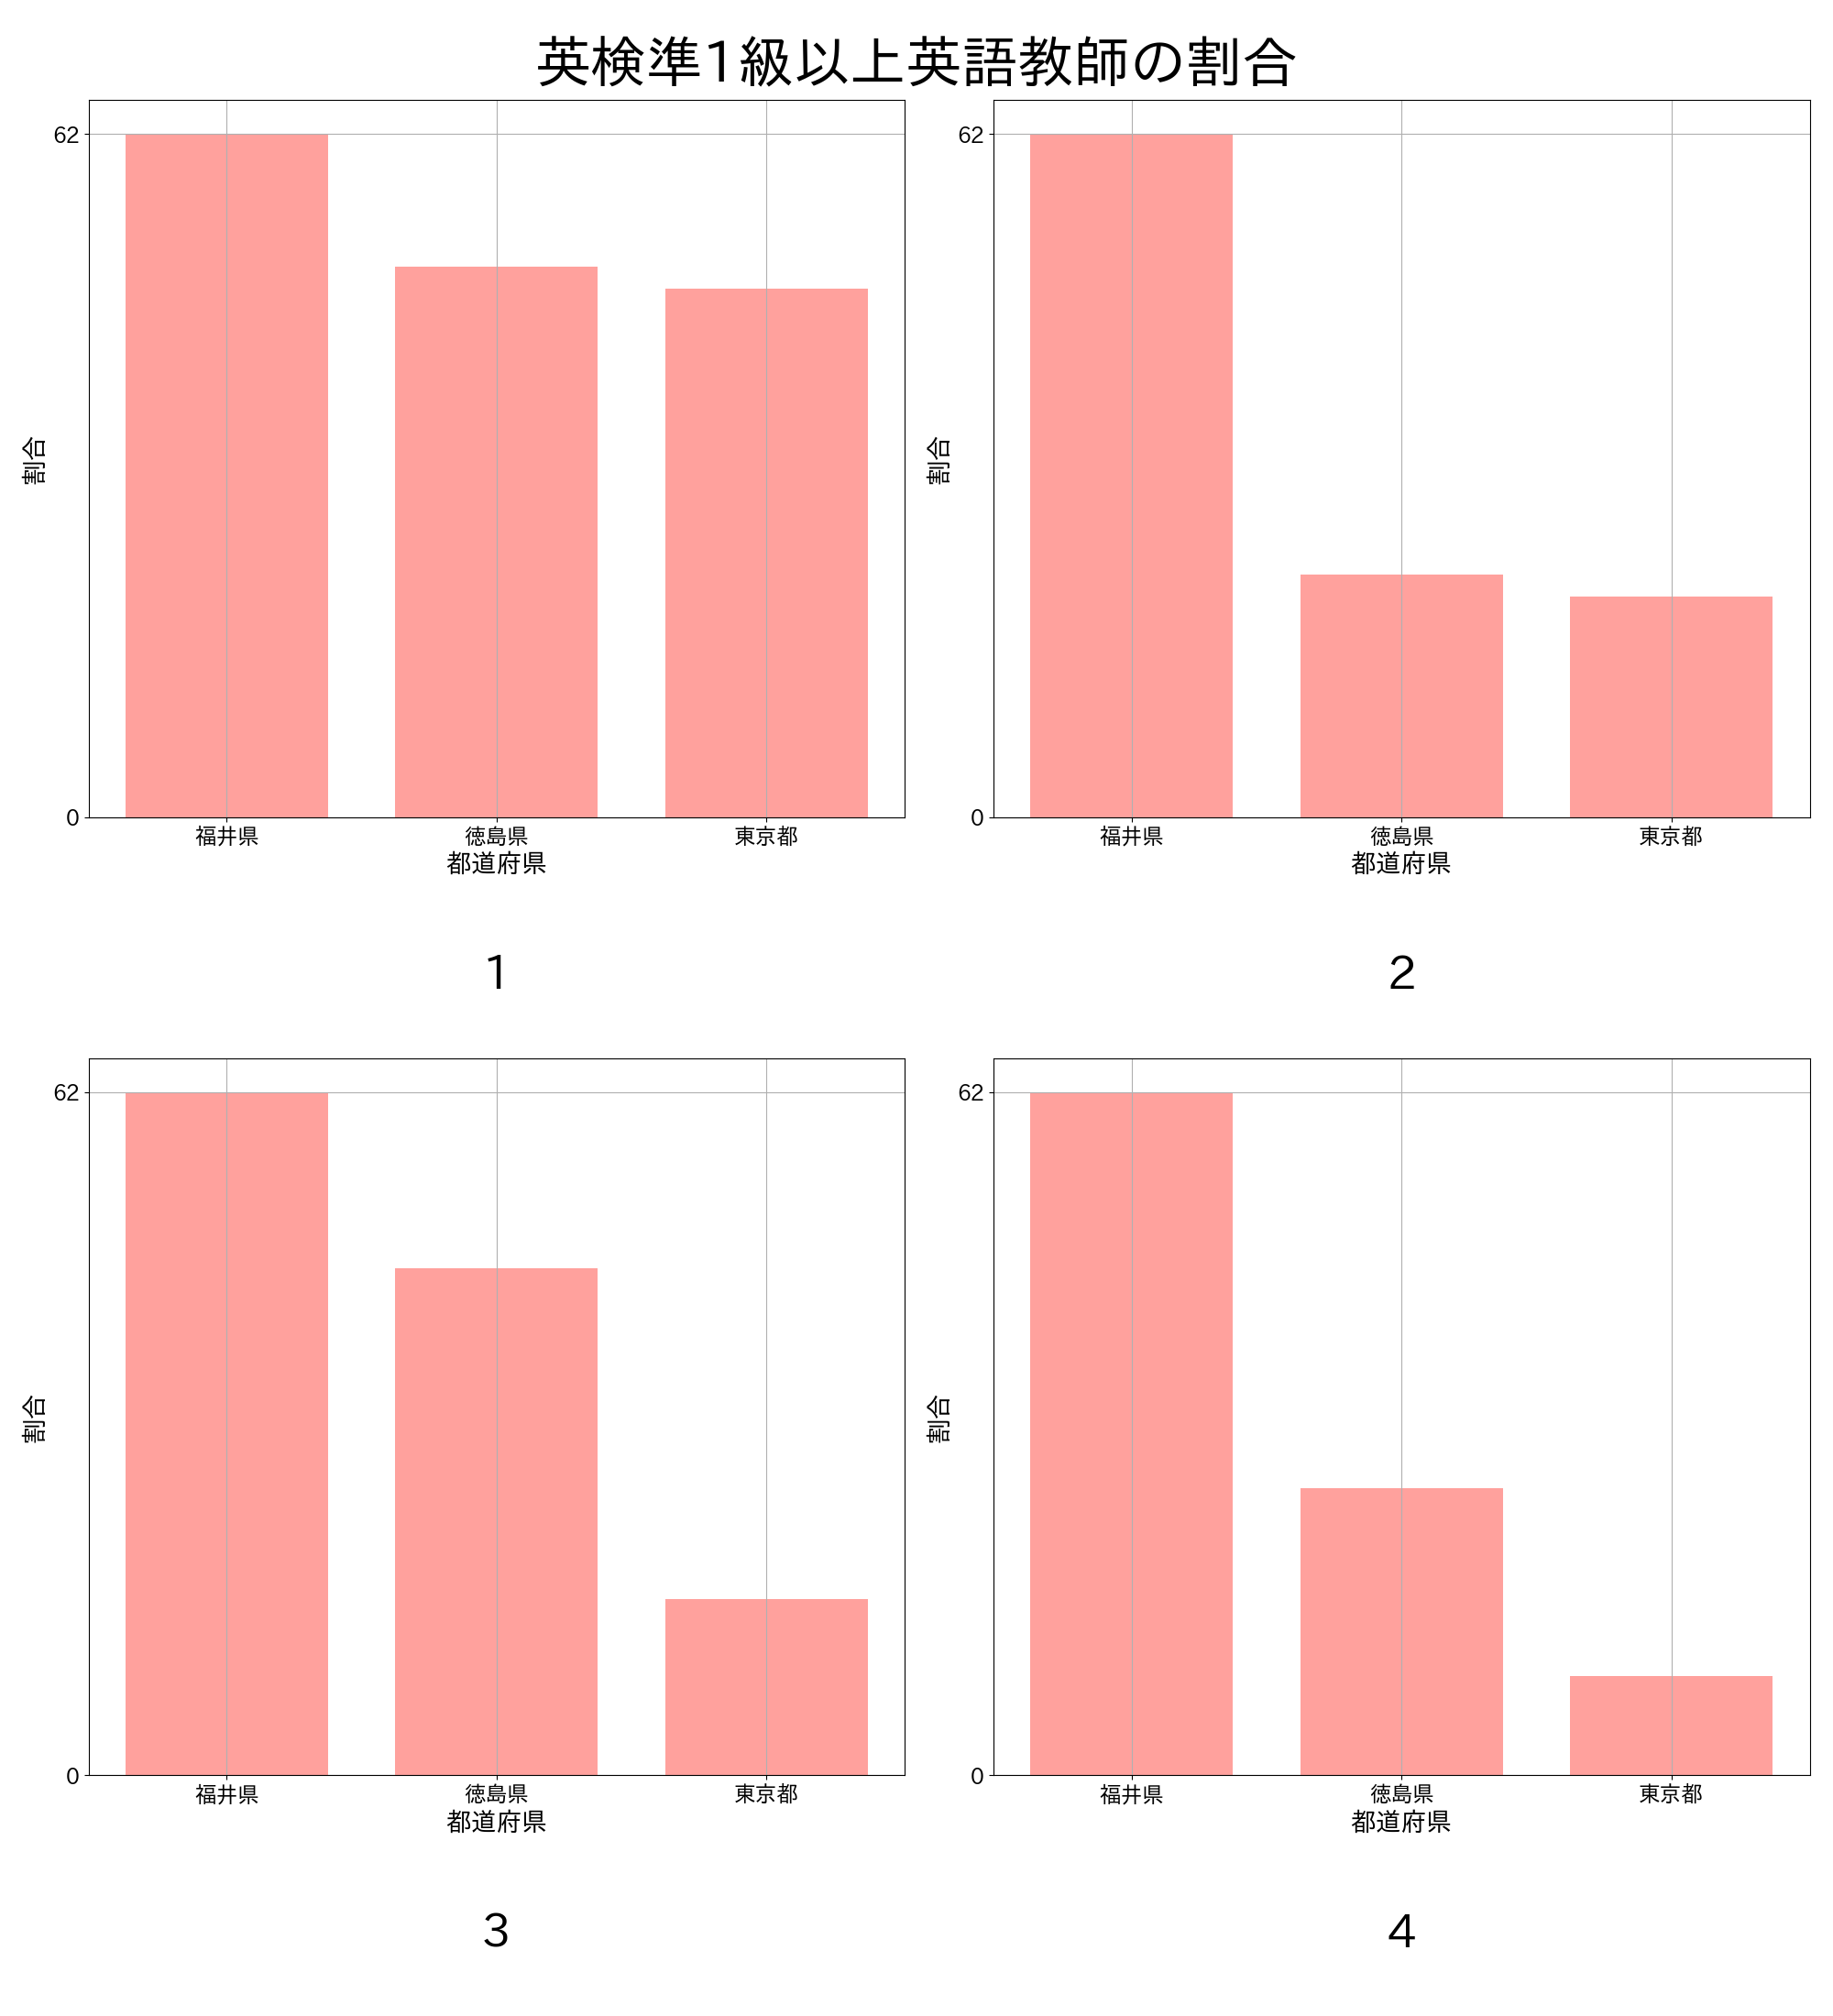 英検準1級以上英語教師の割合
62
0
割合
福井県 徳島県 東京都
都道府県
1
62
0
割合
福井県 徳島県 東京都
都道府県
2
62
0
割合
福井県 徳島県 東京都
都道府県
3
62
0
割合
福井県 徳島県 東京都
都道府県
4